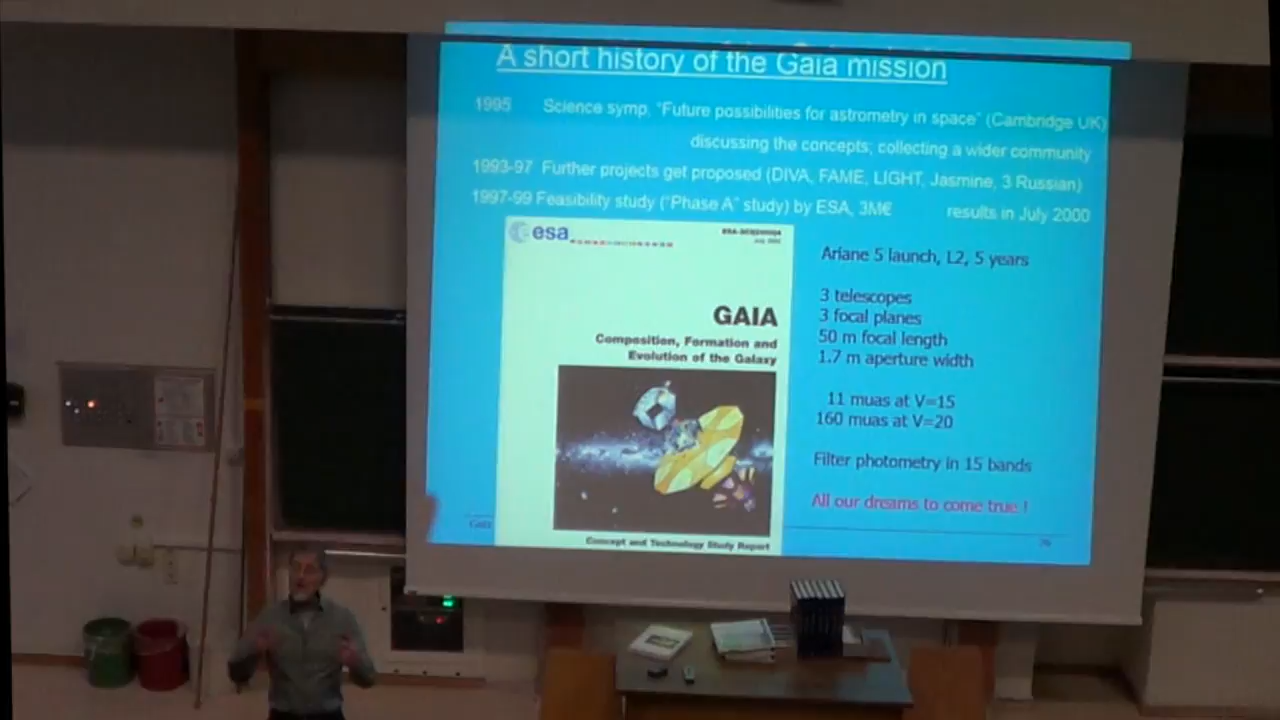 A short history of the Gaia mission
1995 Science symp. "Future possibilities for astrometry in space" (Cambridge UK)
discussing the concepts; collecting a wider community
1993-97 Further projects get proposed (DIVA, FAME, LIGHT, Jasmine, 3 Russian)
1997-99 Feasibility study ("Phase A" study) by ESA, 3M€ results in July 2000
esa
July 2000
GAIA
Composition, Formation and
Evolution of the Galaxy
Concept and Technology Study Report
Ariane 5 launch, L2, 5 years
3 telescopes
3 focal planes
50 m focal length
1.7 m aperture width
11 muas at V=15
160 muas at V=20
Filter photometry in 15 bands
All our dreams to come true !